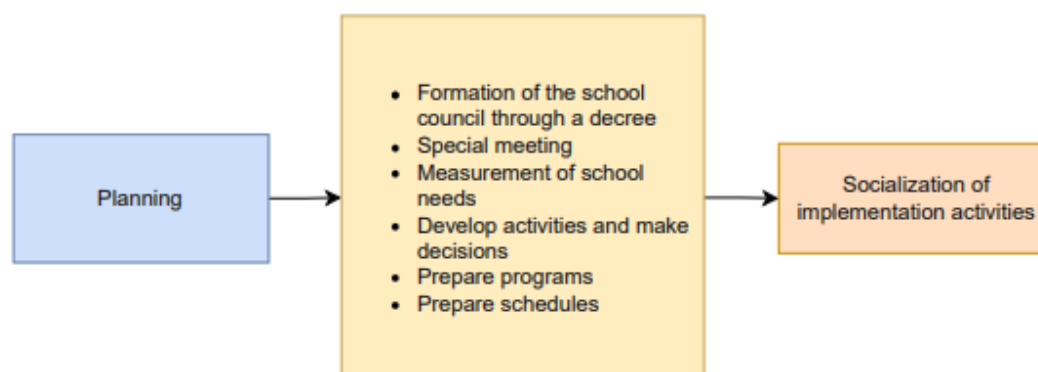 Planning
• Formation of the school
council through a decree
• Special meeting
• Measurement of school
needs
• Develop activities and make
decisions
• Prepare programs
• Prepare schedules
Socialization of
implementation activities